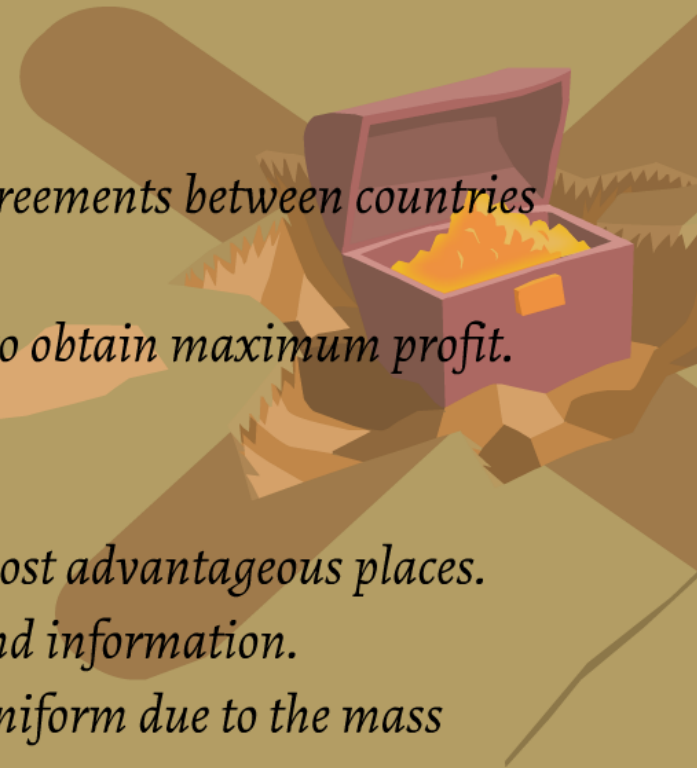 reements between countries
o obtain maximum profit.
ost advantageous places.
nd information.
niform due to the mass